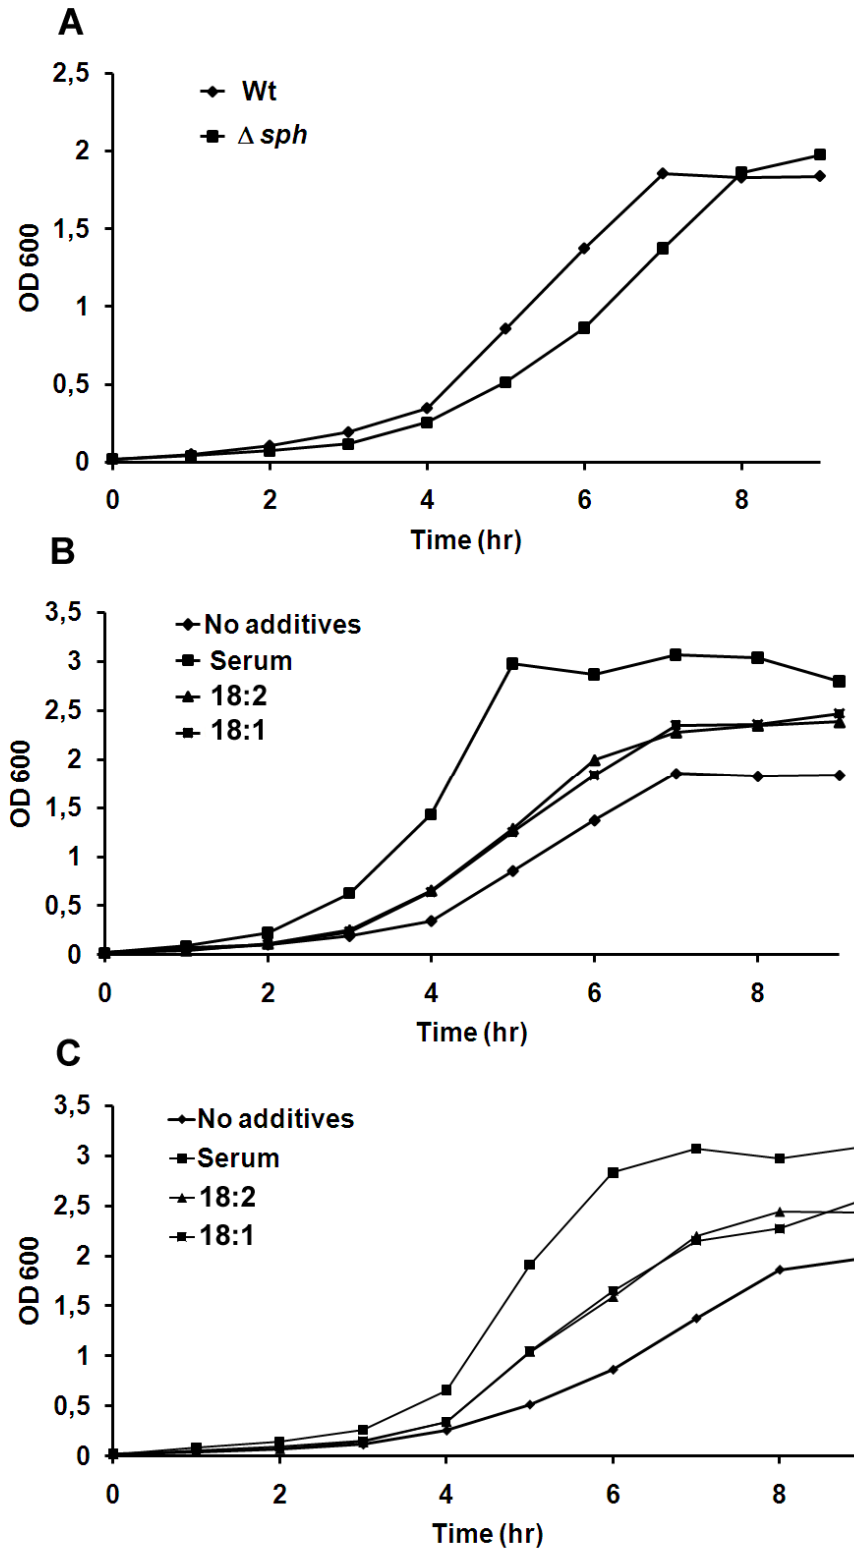 A
2,5
2
1,5
1
0,5
0
OD 600
Wt
Δ sph
0 2 4 6 8
Time (hr)
B
3,5
3
2,5
2
1,5
1
0,5
0
OD 600
No additives
Serum
18:2
18:1
0 2 4 6 8
Time (hr)
C
3,5
3
2,5
2
1,5
1
0,5
0
OD 600
No additives
Serum
18:2
18:1
0 2 4 6 8
Time (hr)